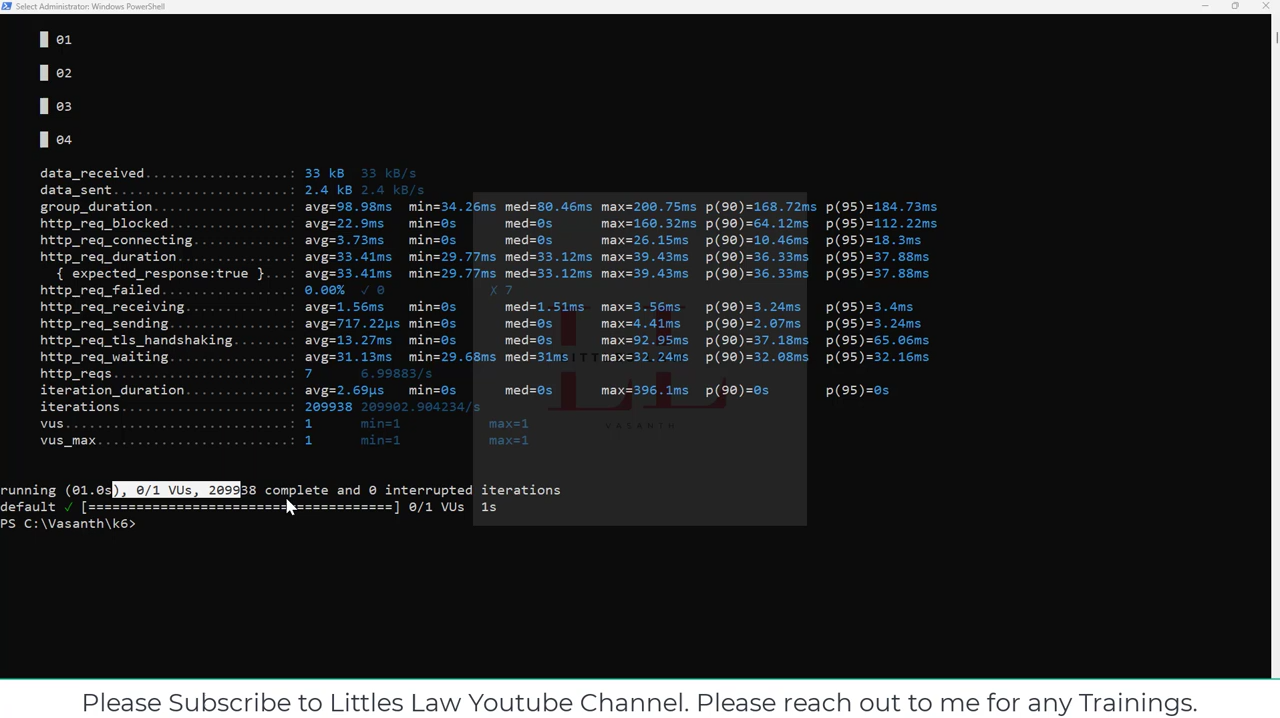 Select Administrator: Windows PowerShell
█ 01
█ 02
█ 03
█ 04
data_received..................: 33 kB 33 kB/s
data_sent......................: 2.4 kB 2.4 kB/s
group_duration.................: avg=98.98ms min=34.26ms med=80.46ms max=200.75ms p(90)=168.72ms p(95)=184.73ms
http_req_blocked...............: avg=22.9ms min=0s med=0s max=160.32ms p(90)=64.12ms p(95)=112.22ms
http_req_connecting............: avg=3.73ms min=0s med=0s max=26.15ms p(90)=10.46ms p(95)=18.3ms
http_req_duration..............: avg=33.41ms min=29.77ms med=33.12ms max=39.43ms p(90)=36.33ms p(95)=37.88ms
{ expected_response:true }...: avg=33.41ms min=29.77ms med=33.12ms max=39.43ms p(90)=36.33ms p(95)=37.88ms
http_req_failed................: 0.00% ✓ 0 ✗ 7
http_req_receiving.............: avg=1.56ms min=0s med=1.51ms max=3.56ms p(90)=3.24ms p(95)=3.4ms
http_req_sending...............: avg=717.22µs min=0s med=0s max=4.41ms p(90)=2.07ms p(95)=3.24ms
http_req_tls_handshaking.......: avg=13.27ms min=0s med=0s max=92.95ms p(90)=37.18ms p(95)=65.06ms
http_req_waiting...............: avg=31.13ms min=29.68ms med=31ms max=32.24ms p(90)=32.08ms p(95)=32.16ms
http_reqs......................: 7 6.99883/s
iteration_duration.............: avg=2.69µs min=0s med=0s max=396.1ms p(90)=0s p(95)=0s
iterations.....................: 209938 209902.904234/s
vus............................: 1 min=1 max=1
vus_max........................: 1 min=1 max=1
VASANTH
running (01.0s), 0/1 VUs, 209938 complete and 0 interrupted iterations
default ✓ [======================================] 0/1 VUs 1s
PS C:\Vasanth\k6>
Please Subscribe to Littles Law Youtube Channel. Please reach out to me for any Trainings.